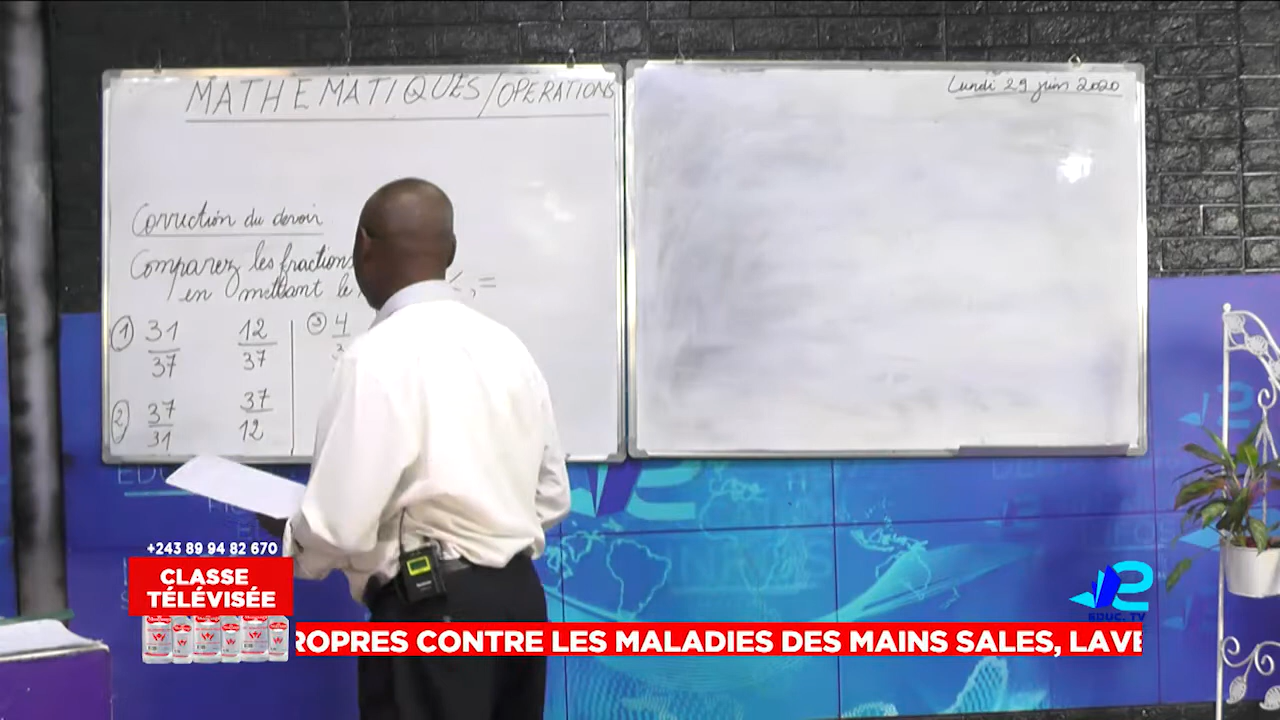 MATHEMATIQUES/OPERATIONS
Lundi 29 juin 2020
Correction du devoir
Comparez les fractions
en mettant le <, =
① 31/37 12/37
② 37/31 37/12
③ 4
+243 89 94 82 670
CLASSE
TÉLÉVISÉE
ROPRES CONTRE LES MALADIES DES MAINS SALES, LAVE
EDUC. TV